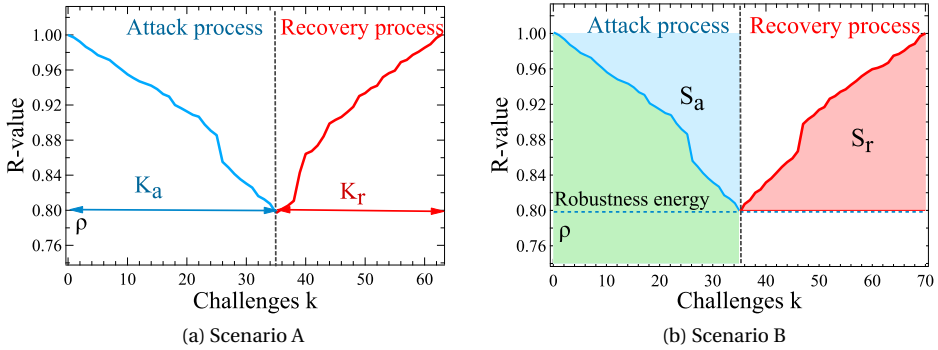 Attack process Recovery process
1.00
0.96
0.92
0.88
0.84
0.80
0.76
R-value
Ka
Kr
ρ
0 10 20 30 40 50 60
Challenges k
(a) Scenario A
Attack process Recovery process
1.00
0.96
0.92
0.88
0.84
0.80
0.76
R-value
Sa
Sr
Robustness energy
ρ
0 10 20 30 40 50 60 70
Challenges k
(b) Scenario B